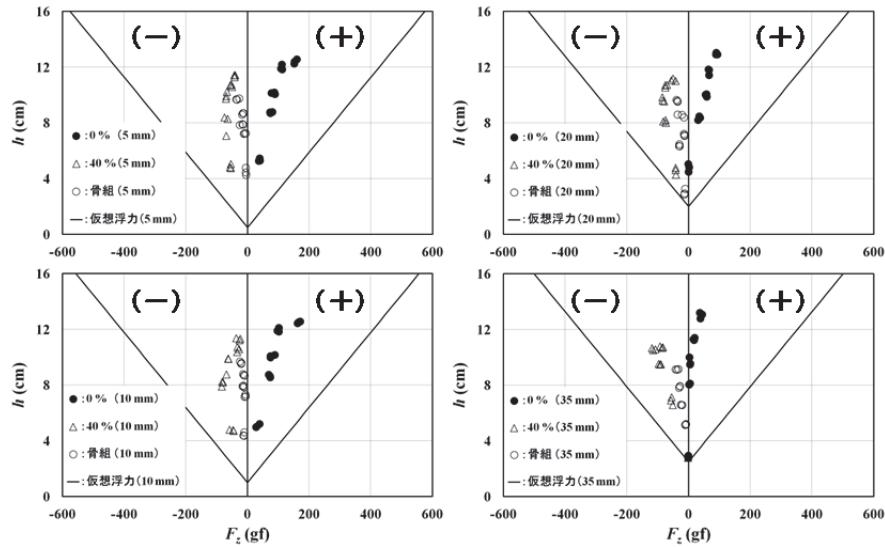 16
(−) (+)
12
h (cm)
8
● : 0 % (5 mm)
△ : 40 % (5 mm)
4
○ : 骨組 (5 mm)
— : 仮想浮力(5 mm)
0
-600 -400 -200 0 200 400 600
16
(−) (+)
12
h (cm)
8
● : 0 % (20 mm)
△ : 40 % (20 mm)
4
○ : 骨組 (20 mm)
— : 仮想浮力(20 mm)
0
-600 -400 -200 0 200 400 600
16
(−) (+)
12
h (cm)
8
● : 0 % (10 mm)
△ : 40 % (10 mm)
4
○ : 骨組 (10 mm)
— : 仮想浮力(10 mm)
0
-600 -400 -200 0 200 400 600
Fz (gf)
16
(−) (+)
12
h (cm)
8
● : 0 % (35 mm)
△ : 40 % (35 mm)
4
○ : 骨組 (35 mm)
— : 仮想浮力(35 mm)
0
-600 -400 -200 0 200 400 600
Fz (gf)